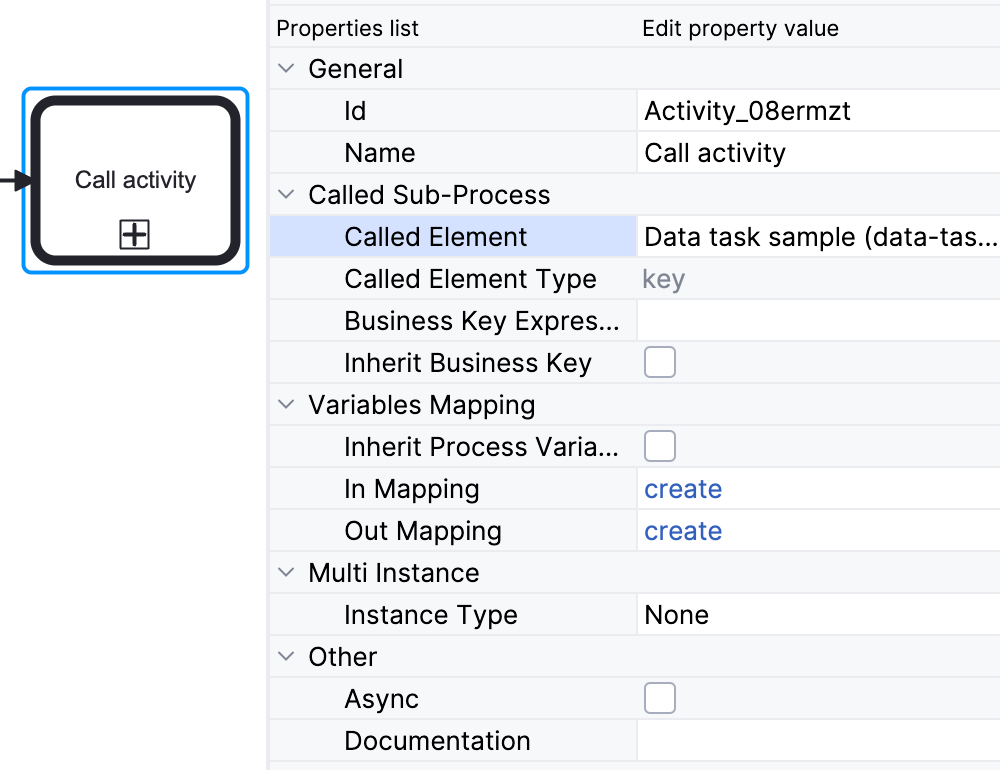 Call activity
Properties list Edit property value
General
Id Activity_08ermzt
Name Call activity
Called Sub-Process
Called Element Data task sample (data-tas...
Called Element Type key
Business Key Expres...
Inherit Business Key
Variables Mapping
Inherit Process Varia...
In Mapping create
Out Mapping create
Multi Instance
Instance Type None
Other
Async
Documentation